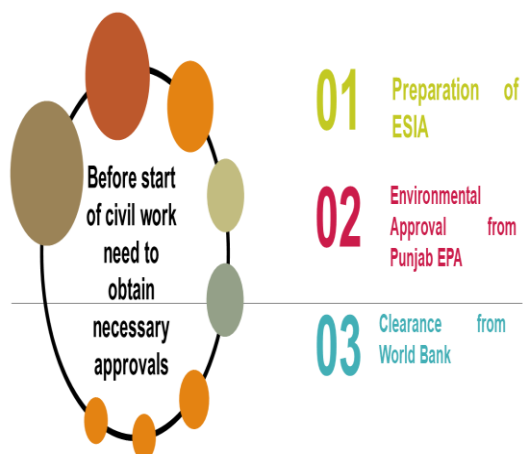 Before start
of civil work
need to
obtain
necessary
approvals
01
Preparation of
ESIA
02
Environmental
Approval from
Punjab EPA
03
Clearance from
World Bank